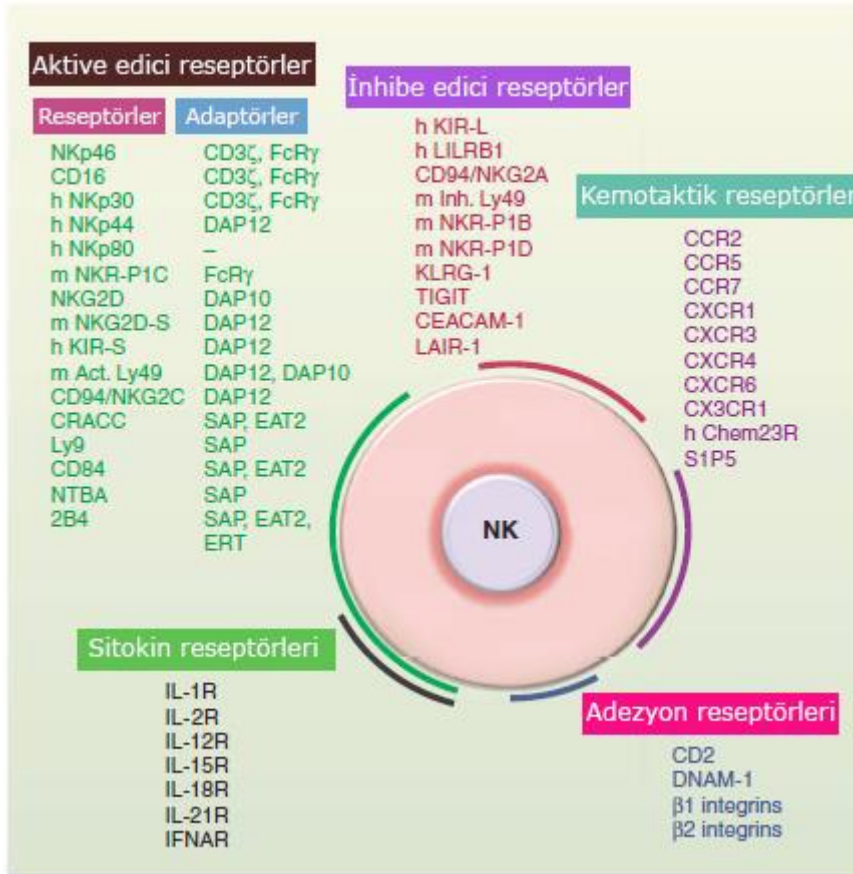 Aktive edici reseptörler
Reseptörler Adaptörler
NKp46 CD3ζ, FcRγ
CD16 CD3ζ, FcRγ
h NKp30 CD3ζ, FcRγ
h NKp44 DAP12
h NKp80 –
m NKR-P1C FcRγ
NKG2D DAP10
m NKG2D-S DAP12
h KIR-S DAP12
m Act. Ly49 DAP12, DAP10
CD94/NKG2C DAP12
CRACC SAP, EAT2
Ly9 SAP
CD84 SAP, EAT2
NTBA SAP
2B4 SAP, EAT2,
ERT
İnhibe edici reseptörler
h KIR-L
h LILRB1
CD94/NKG2A
m Inh. Ly49
m NKR-P1B
m NKR-P1D
KLRG-1
TIGIT
CEACAM-1
LAIR-1
Kemotaktik reseptörler
CCR2
CCR5
CCR7
CXCR1
CXCR3
CXCR4
CXCR6
CX3CR1
h Chem23R
S1P5
NK
Sitokin reseptörleri
IL-1R
IL-2R
IL-12R
IL-15R
IL-18R
IL-21R
IFNAR
Adezyon reseptörleri
CD2
DNAM-1
β1 integrins
β2 integrins